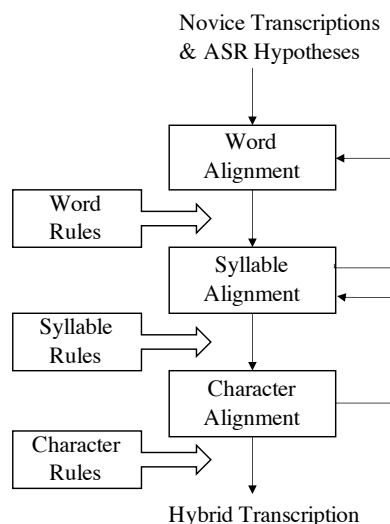 Novice Transcriptions
& ASR Hypotheses
Word
Alignment
Word
Rules
Syllable
Alignment
Syllable
Rules
Character
Alignment
Character
Rules
Hybrid Transcription